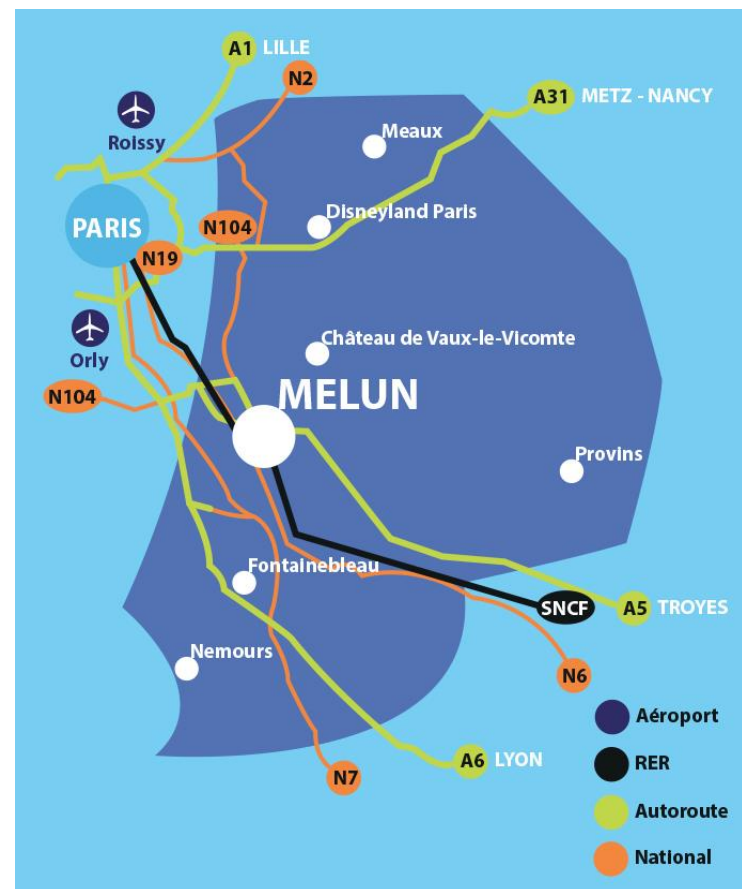 A1 LILLE
N2
A31 METZ - NANCY
Roissy
Meaux
PARIS
N104
Disneyland Paris
N19
Orly
Château de Vaux-le-Vicomte
N104
MELUN
Provins
Fontainebleau
SNCF
A5 TROYES
Nemours
N6
Aéroport
A6 LYON
N7
RER
Autoroute
National